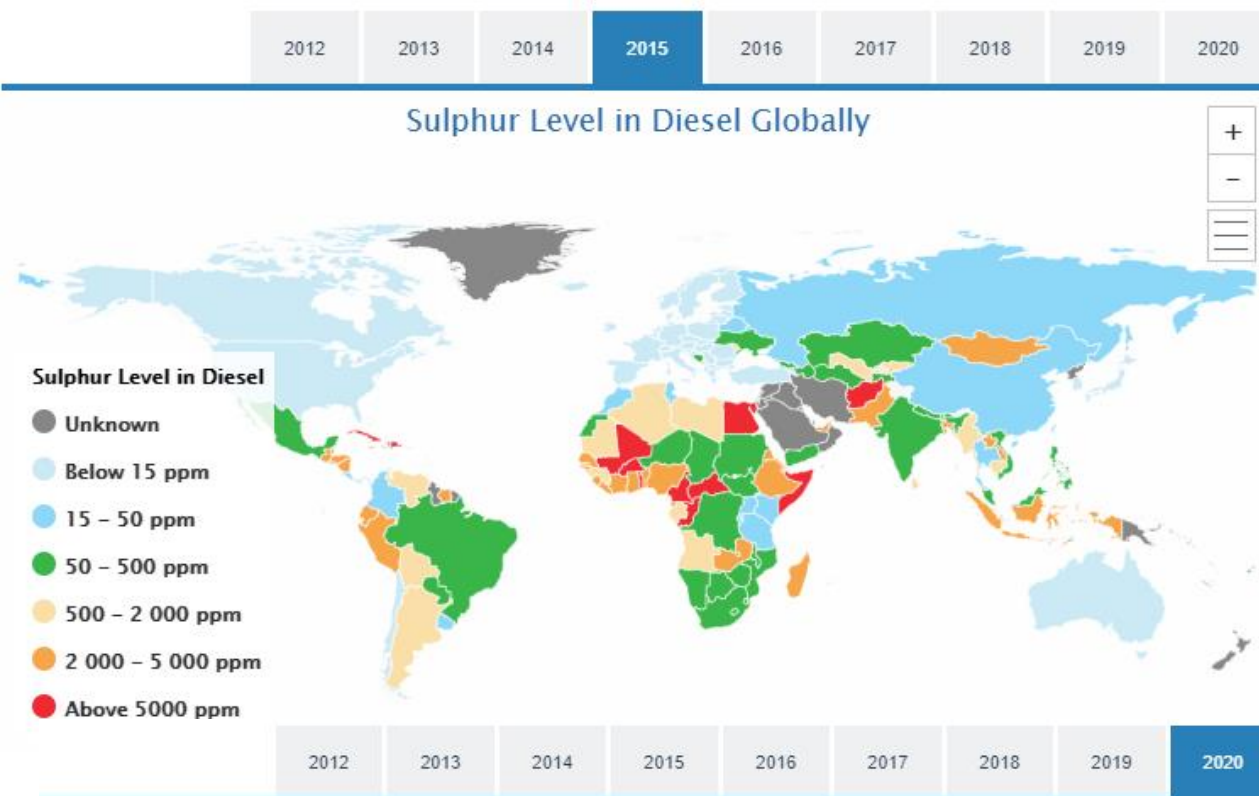 2012 2013 2014 2015 2016 2017 2018 2019 2020
Sulphur Level in Diesel Globally
+
−
Sulphur Level in Diesel
Unknown
Below 15 ppm
15 – 50 ppm
50 – 500 ppm
500 – 2 000 ppm
2 000 – 5 000 ppm
Above 5000 ppm
2012 2013 2014 2015 2016 2017 2018 2019 2020